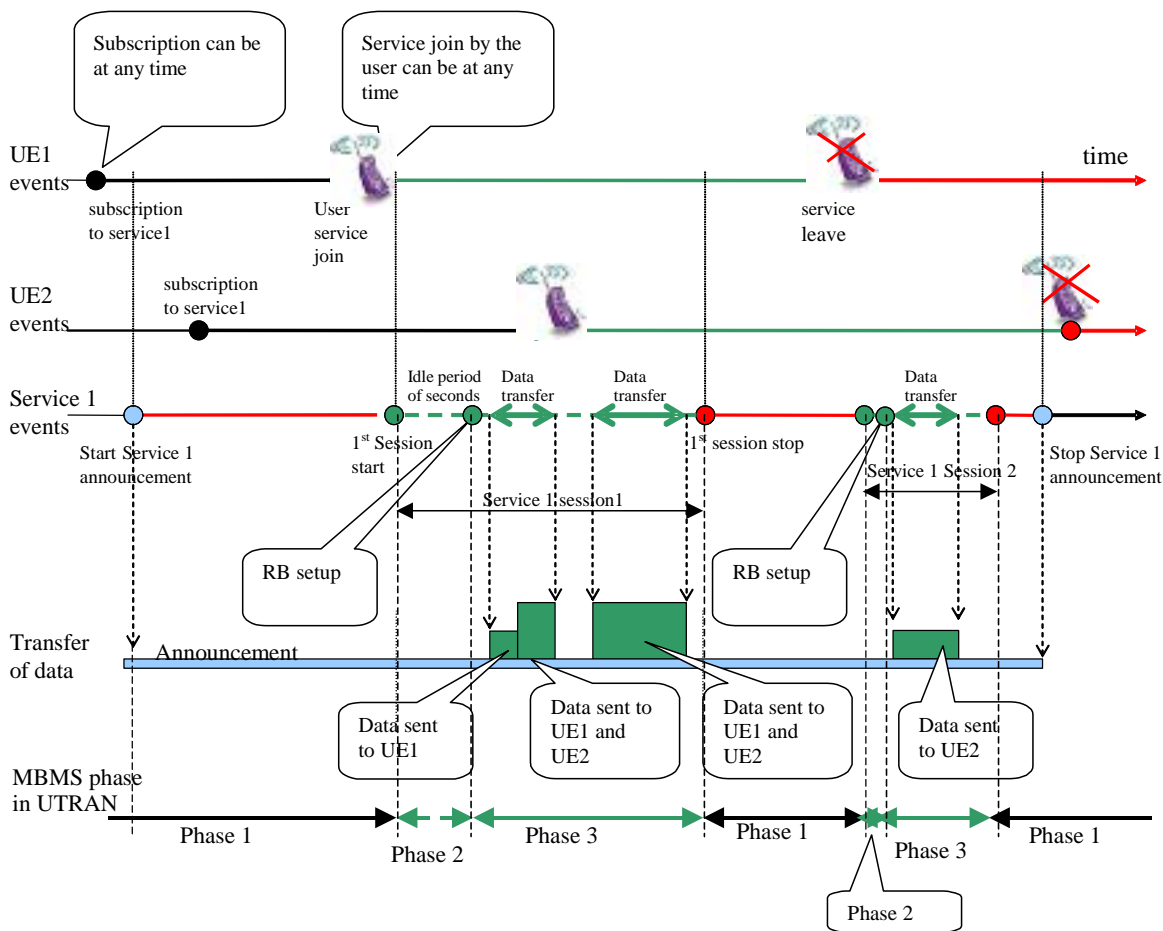 Subscription can be
at any time
Service join by the
user can be at any
time
UE1
events
time
subscription
to service1
User
service
join
service
leave
UE2
events
subscription
to service1
Service 1
events
Idle period
of seconds
Data
transfer
Data
transfer
Data
transfer
Start Service 1
announcement
1st Session
start
1st session stop
Service 1 Session 2
Stop Service 1
announcement
Service 1 session1
RB setup
RB setup
Transfer
of data
Announcement
Data sent
to UE1
Data sent to
UE1 and
UE2
Data sent to
UE1 and
UE2
Data sent
to UE2
MBMS phase
in UTRAN
Phase 1
Phase 2
Phase 3
Phase 1
Phase 3
Phase 1
Phase 2